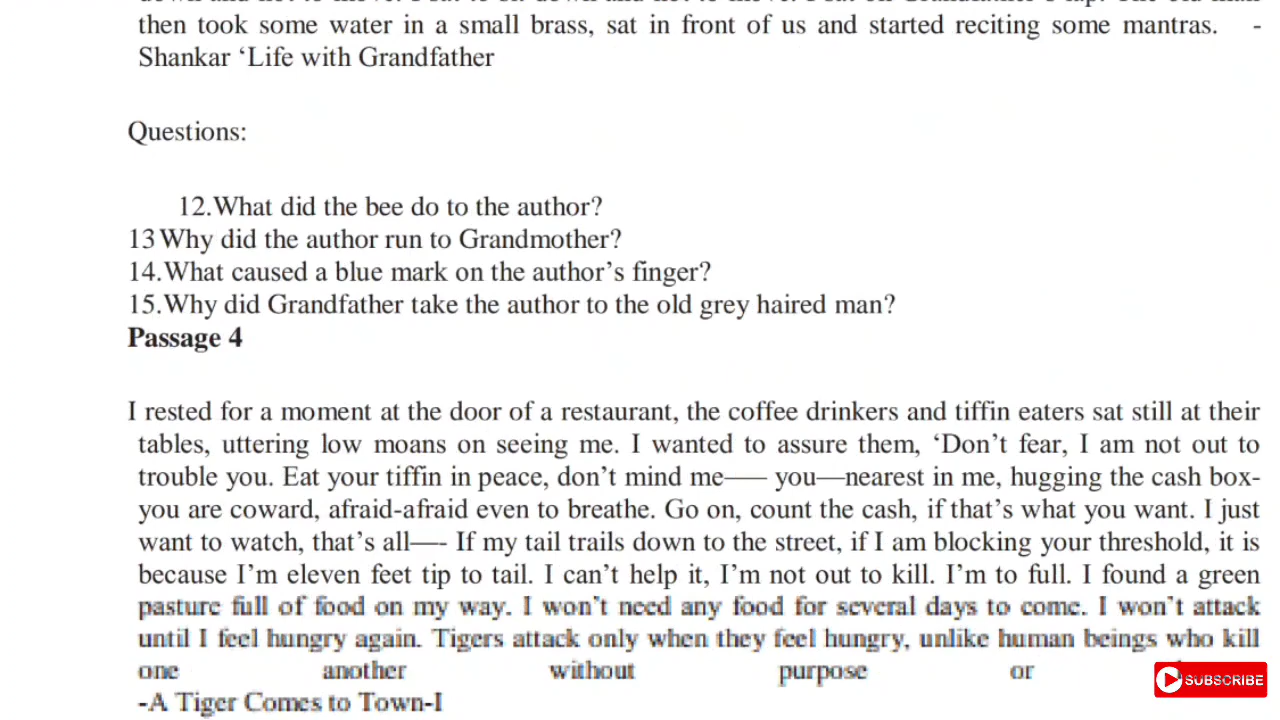 then took some water in a small brass, sat in front of us and started reciting some mantras. -
Shankar ‘Life with Grandfather
Questions:
12.What did the bee do to the author?
13 Why did the author run to Grandmother?
14.What caused a blue mark on the author’s finger?
15.Why did Grandfather take the author to the old grey haired man?
Passage 4
I rested for a moment at the door of a restaurant, the coffee drinkers and tiffin eaters sat still at their
tables, uttering low moans on seeing me. I wanted to assure them, ‘Don’t fear, I am not out to
trouble you. Eat your tiffin in peace, don’t mind me—– you—nearest in me, hugging the cash box-
you are coward, afraid-afraid even to breathe. Go on, count the cash, if that’s what you want. I just
want to watch, that’s all—- If my tail trails down to the street, if I am blocking your threshold, it is
because I’m eleven feet tip to tail. I can’t help it, I’m not out to kill. I’m to full. I found a green
pasture full of food on my way. I won’t need any food for several days to come. I won’t attack
until I feel hungry again. Tigers attack only when they feel hungry, unlike human beings who kill
one another without purpose or
-A Tiger Comes to Town-I
SUBSCRIBE